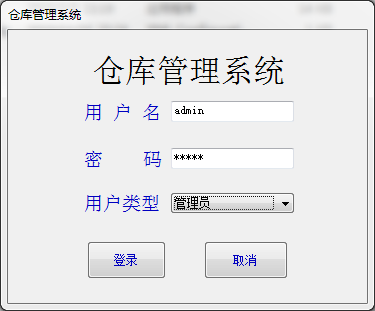 仓库管理系统
仓库管理系统
用 户 名 admin
密 码 *****
用户类型 管理员
登录 取消